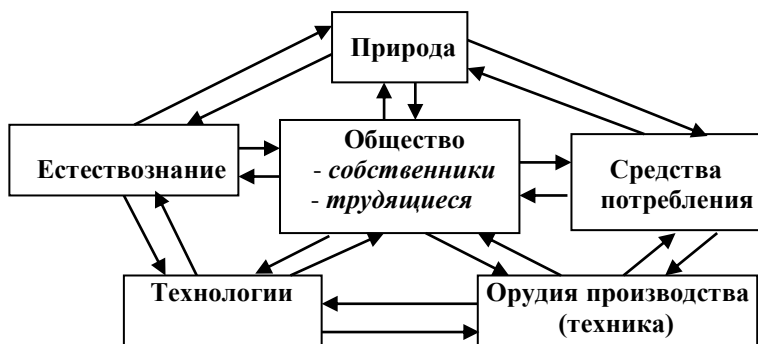 Природа
Общество
- собственники
- трудящиеся
Естествознание
Средства
потребления
Технологии
Орудия производства
(техника)